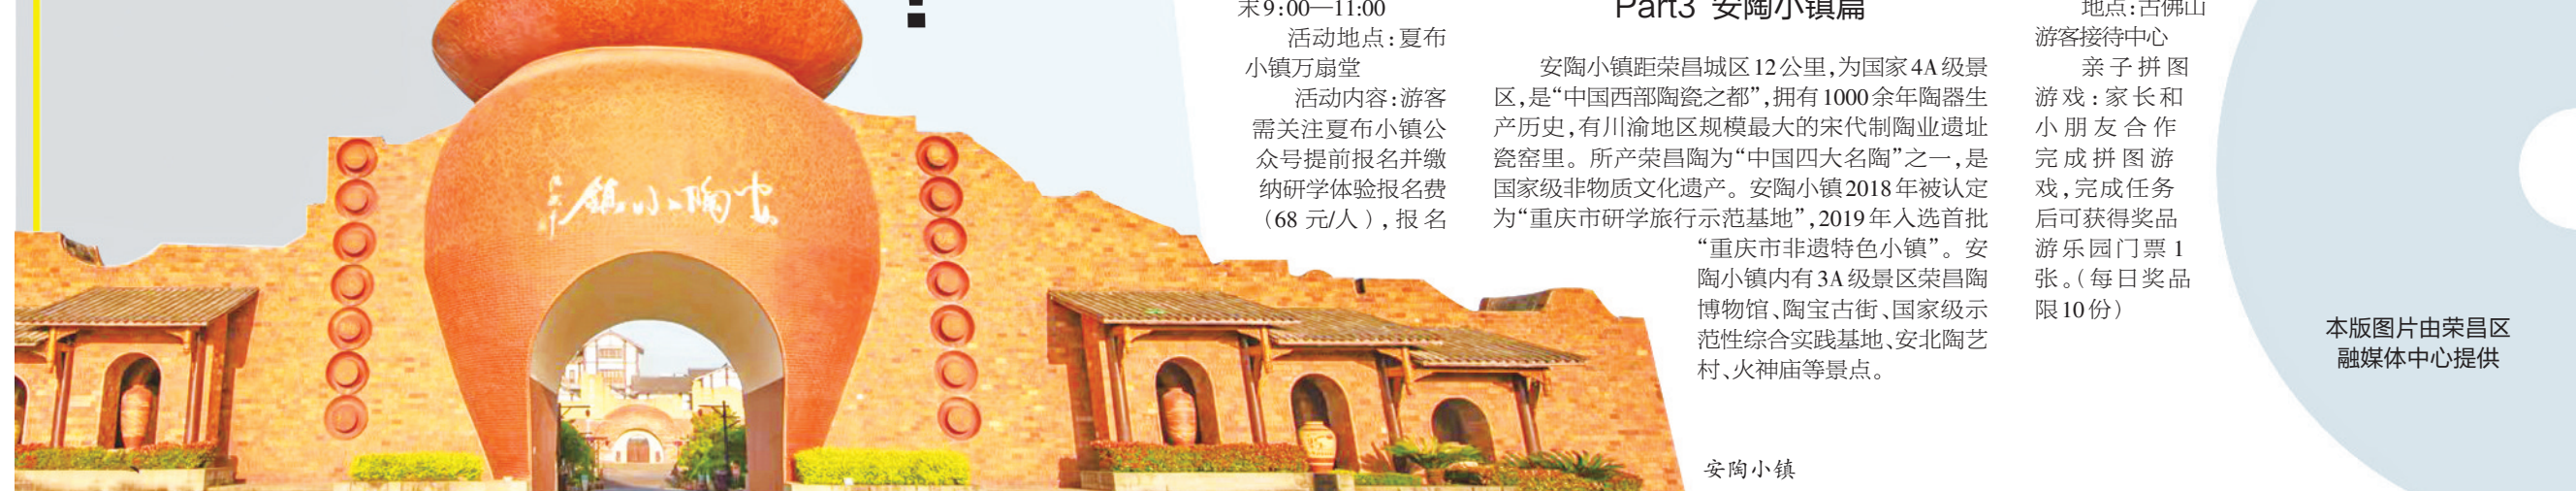 安陶小镇
末9:00—11:00
活动地点：夏布
小镇万扇堂
活动内容：游客
需关注夏布小镇公
众号提前报名并缴
纳研学体验报名费
（68 元/人），报名
Part3 安陶小镇篇
安陶小镇距荣昌城区12公里，为国家4A级景
区，是“中国西部陶瓷之都”，拥有1000余年陶器生
产历史，有川渝地区规模最大的宋代制陶业遗址
瓷窑里。所产荣昌陶为“中国四大名陶”之一，是
国家级非物质文化遗产。安陶小镇2018年被认定
为“重庆市研学旅行示范基地”，2019年入选首批
“重庆市非遗特色小镇”。安
陶小镇内有3A级景区荣昌陶
博物馆、陶宝古街、国家级示
范性综合实践基地、安北陶艺
村、火神庙等景点。
安陶小镇
地点：古佛山
游客接待中心
亲子拼图
游戏：家长和
小朋友合作
完成拼图游
戏，完成任务
后可获得奖品
游乐园门票1
张。（每日奖品
限10份）
本版图片由荣昌区
融媒体中心提供